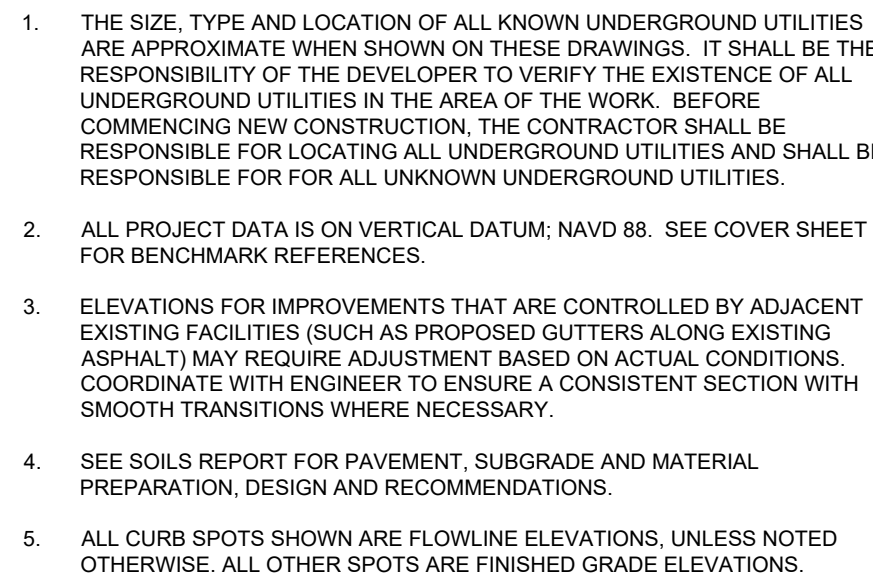 1. THE SIZE, TYPE AND LOCATION OF ALL KNOWN UNDERGROUND UTILITIES
ARE APPROXIMATE WHEN SHOWN ON THESE DRAWINGS. IT SHALL BE THE
RESPONSIBILITY OF THE DEVELOPER TO VERIFY THE EXISTENCE OF ALL
UNDERGROUND UTILITIES IN THE AREA OF THE WORK. BEFORE
COMMENCING NEW CONSTRUCTION, THE CONTRACTOR SHALL BE
RESPONSIBLE FOR LOCATING ALL UNDERGROUND UTILITIES AND SHALL BE
RESPONSIBLE FOR FOR ALL UNKNOWN UNDERGROUND UTILITIES.
2. ALL PROJECT DATA IS ON VERTICAL DATUM; NAVD 88. SEE COVER SHEET
FOR BENCHMARK REFERENCES.
3. ELEVATIONS FOR IMPROVEMENTS THAT ARE CONTROLLED BY ADJACENT
EXISTING FACILITIES (SUCH AS PROPOSED GUTTERS ALONG EXISTING
ASPHALT) MAY REQUIRE ADJUSTMENT BASED ON ACTUAL CONDITIONS.
COORDINATE WITH ENGINEER TO ENSURE A CONSISTENT SECTION WITH
SMOOTH TRANSITIONS WHERE NECESSARY.
4. SEE SOILS REPORT FOR PAVEMENT, SUBGRADE AND MATERIAL
PREPARATION, DESIGN AND RECOMMENDATIONS.
5. ALL CURB SPOTS SHOWN ARE FLOWLINE ELEVATIONS, UNLESS NOTED
OTHERWISE. ALL OTHER SPOTS ARE FINISHED GRADE ELEVATIONS.